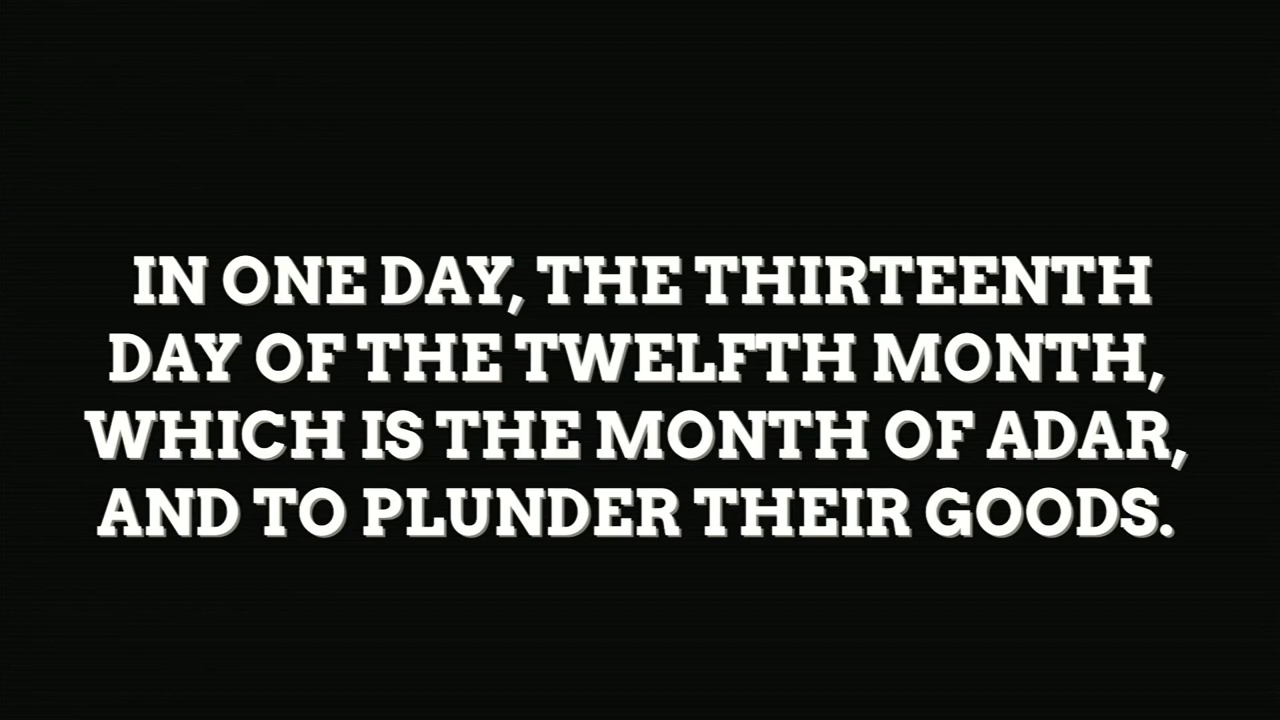 IN ONE DAY, THE THIRTEENTH
DAY OF THE TWELFTH MONTH,
WHICH IS THE MONTH OF ADAR,
AND TO PLUNDER THEIR GOODS.